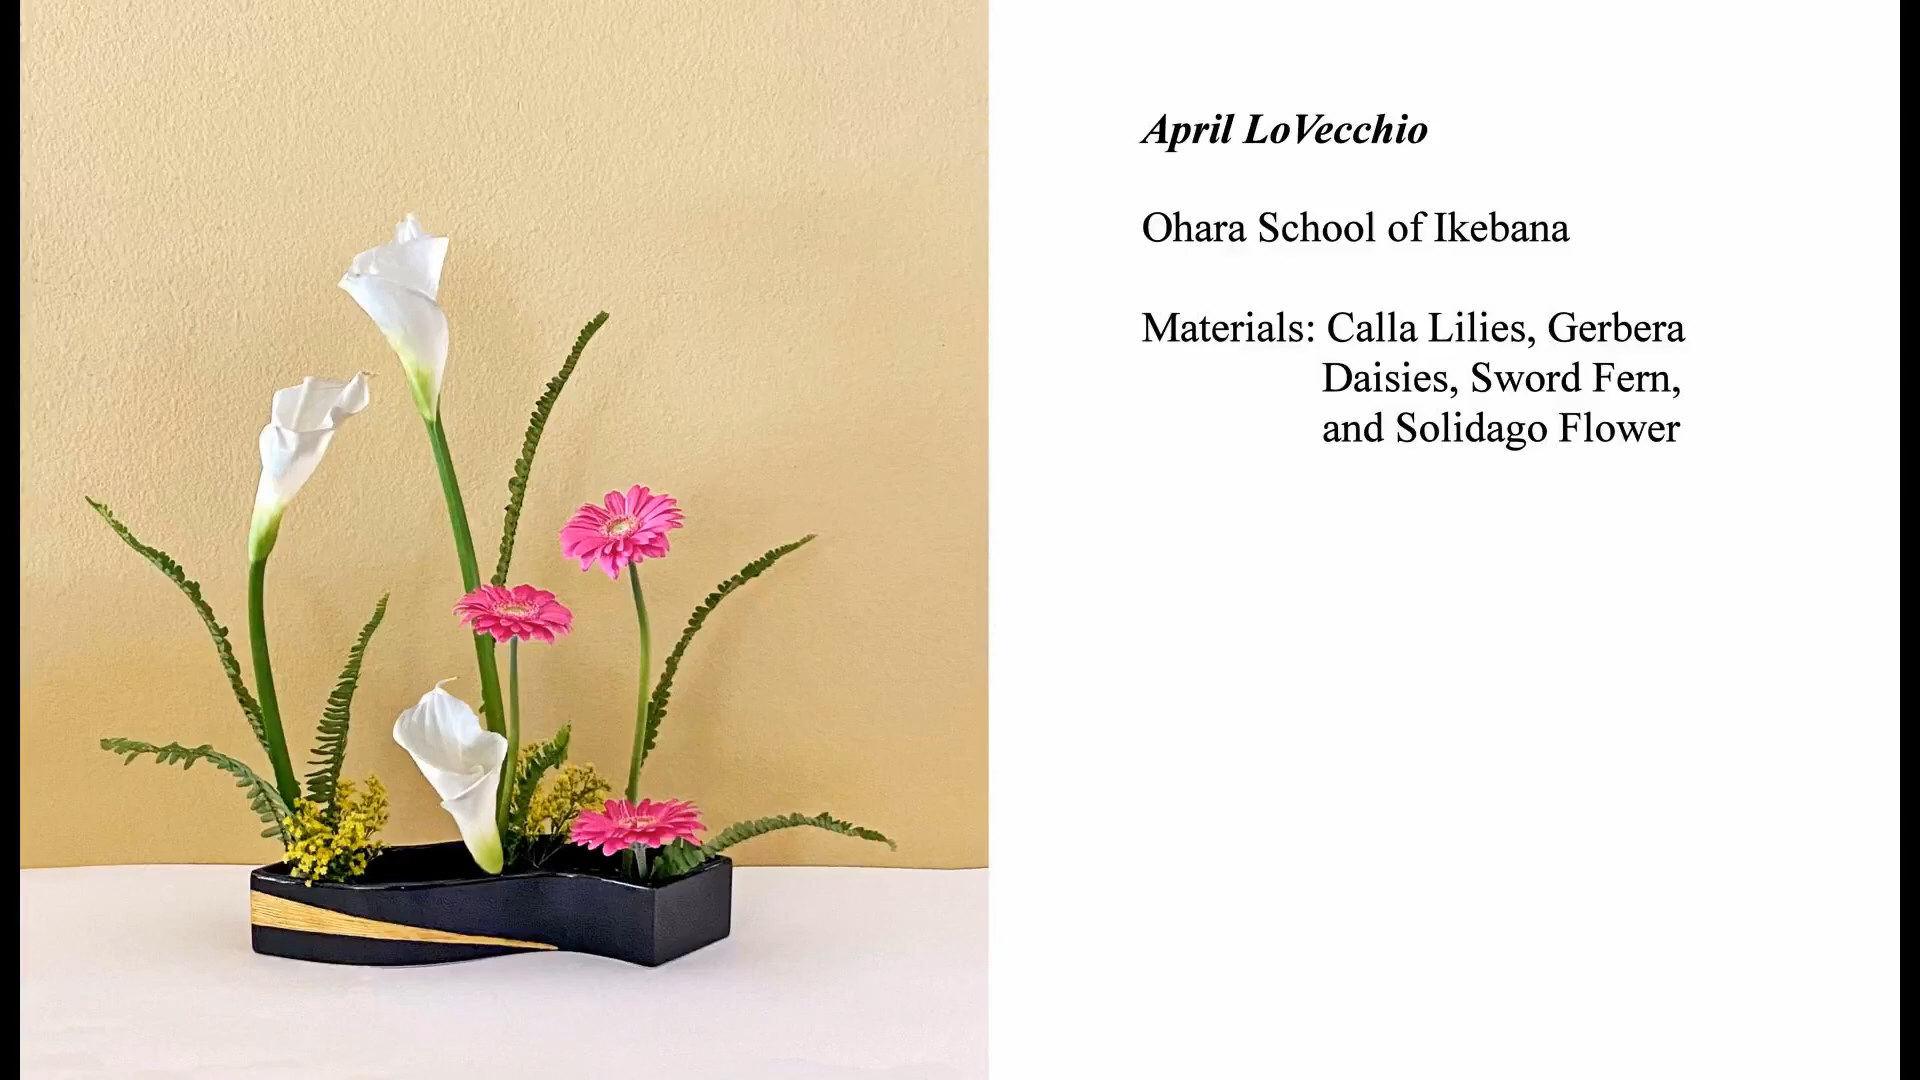 April LoVecchio
Ohara School of Ikebana
Materials: Calla Lilies, Gerbera
Daisies, Sword Fern,
and Solidago Flower